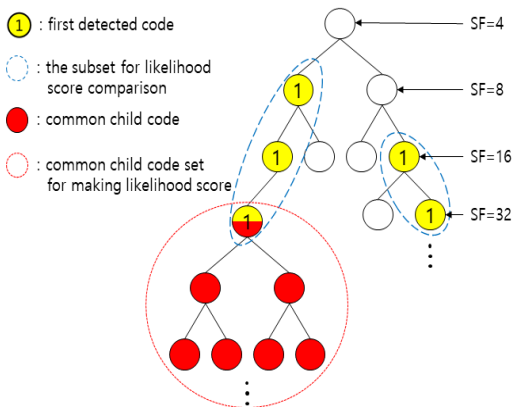 1 : first detected code
: the subset for likelihood
score comparison
: common child code
: common child code set
for making likelihood score
SF=4
1 SF=8
1 1 SF=16
1 1 SF=32